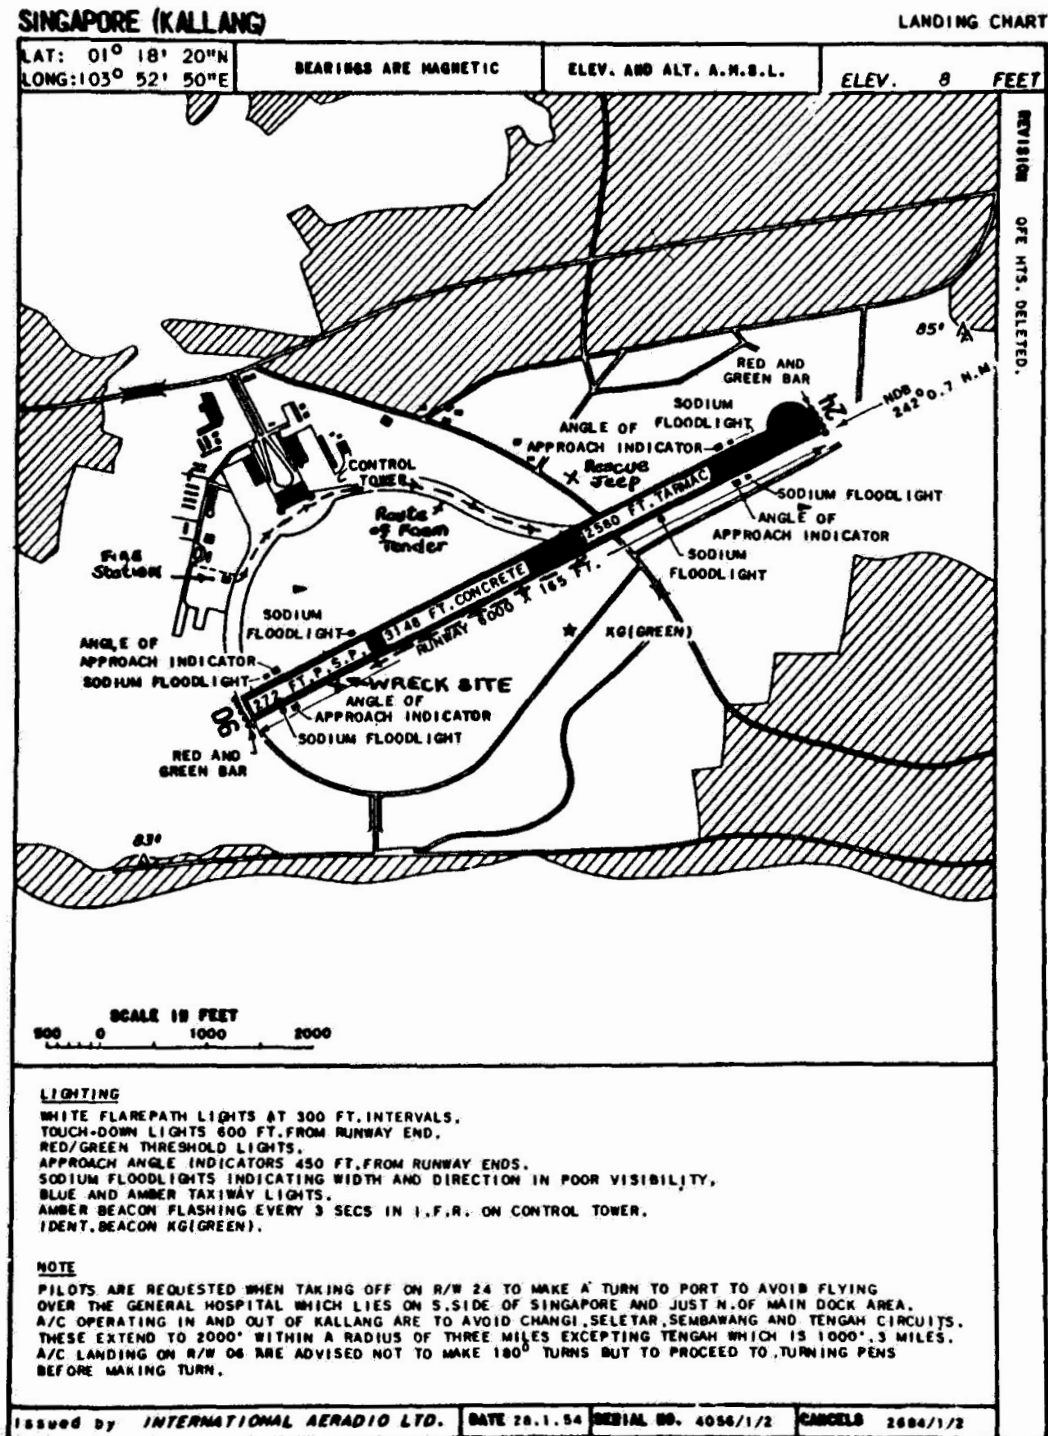 SINGAPORE (KALLANG)
LANDING CHART
LAT: 01° 18' 20"N
LONG:103° 52' 50"E
BEARINGS ARE MAGNETIC
ELEV. AND ALT. A.M.S.L.
ELEV. 8 FEET
REVISION QFE HTS. DELETED.
85'
RED AND
GREEN BAR
NDB
242° 0.7 N.M.
24
SODIUM
FLOODLIGHT
ANGLE OF
APPROACH INDICATOR
Rescue
Jeep
CONTROL
TOWER
2580 FT. TARMAC
SODIUM FLOODLIGHT
Route
of Foam
Tender
ANGLE OF
APPROACH INDICATOR
SODIUM
FLOODLIGHT
Fire
Station
3148 FT. CONCRETE
RUNWAY 6000 X 165 FT.
SODIUM
FLOODLIGHT
KG(GREEN)
ANGLE OF
APPROACH INDICATOR
SODIUM FLOODLIGHT
272 FT. P.S.P.
WRECK SITE
ANGLE OF
APPROACH INDICATOR
06
SODIUM FLOODLIGHT
RED AND
GREEN BAR
83'
SCALE IN FEET
500 0 1000 2000
LIGHTING
WHITE FLAREPATH LIGHTS AT 300 FT. INTERVALS.
TOUCH-DOWN LIGHTS 600 FT. FROM RUNWAY END.
RED/GREEN THRESHOLD LIGHTS.
APPROACH ANGLE INDICATORS 450 FT. FROM RUNWAY ENDS.
SODIUM FLOODLIGHTS INDICATING WIDTH AND DIRECTION IN POOR VISIBILITY.
BLUE AND AMBER TAXIWAY LIGHTS.
AMBER BEACON FLASHING EVERY 3 SECS IN I.F.R. ON CONTROL TOWER.
IDENT. BEACON KG(GREEN).
NOTE
PILOTS ARE REQUESTED WHEN TAKING OFF ON R/W 24 TO MAKE A TURN TO PORT TO AVOID FLYING
OVER THE GENERAL HOSPITAL WHICH LIES ON S. SIDE OF SINGAPORE AND JUST N. OF MAIN DOCK AREA.
A/C OPERATING IN AND OUT OF KALLANG ARE TO AVOID CHANGI, SELETAR, SEMBAWANG AND TENGAH CIRCUITS.
THESE EXTEND TO 2000' WITHIN A RADIUS OF THREE MILES EXCEPTING TENGAH WHICH IS 1000', 3 MILES.
A/C LANDING ON R/W 06 ARE ADVISED NOT TO MAKE 180° TURNS BUT TO PROCEED TO TURNING PENS
BEFORE MAKING TURN.
Issued by INTERNATIONAL AERADIO LTD.
DATE 28.1.54
SERIAL NO. 4056/1/2
CANCELS 2684/1/2